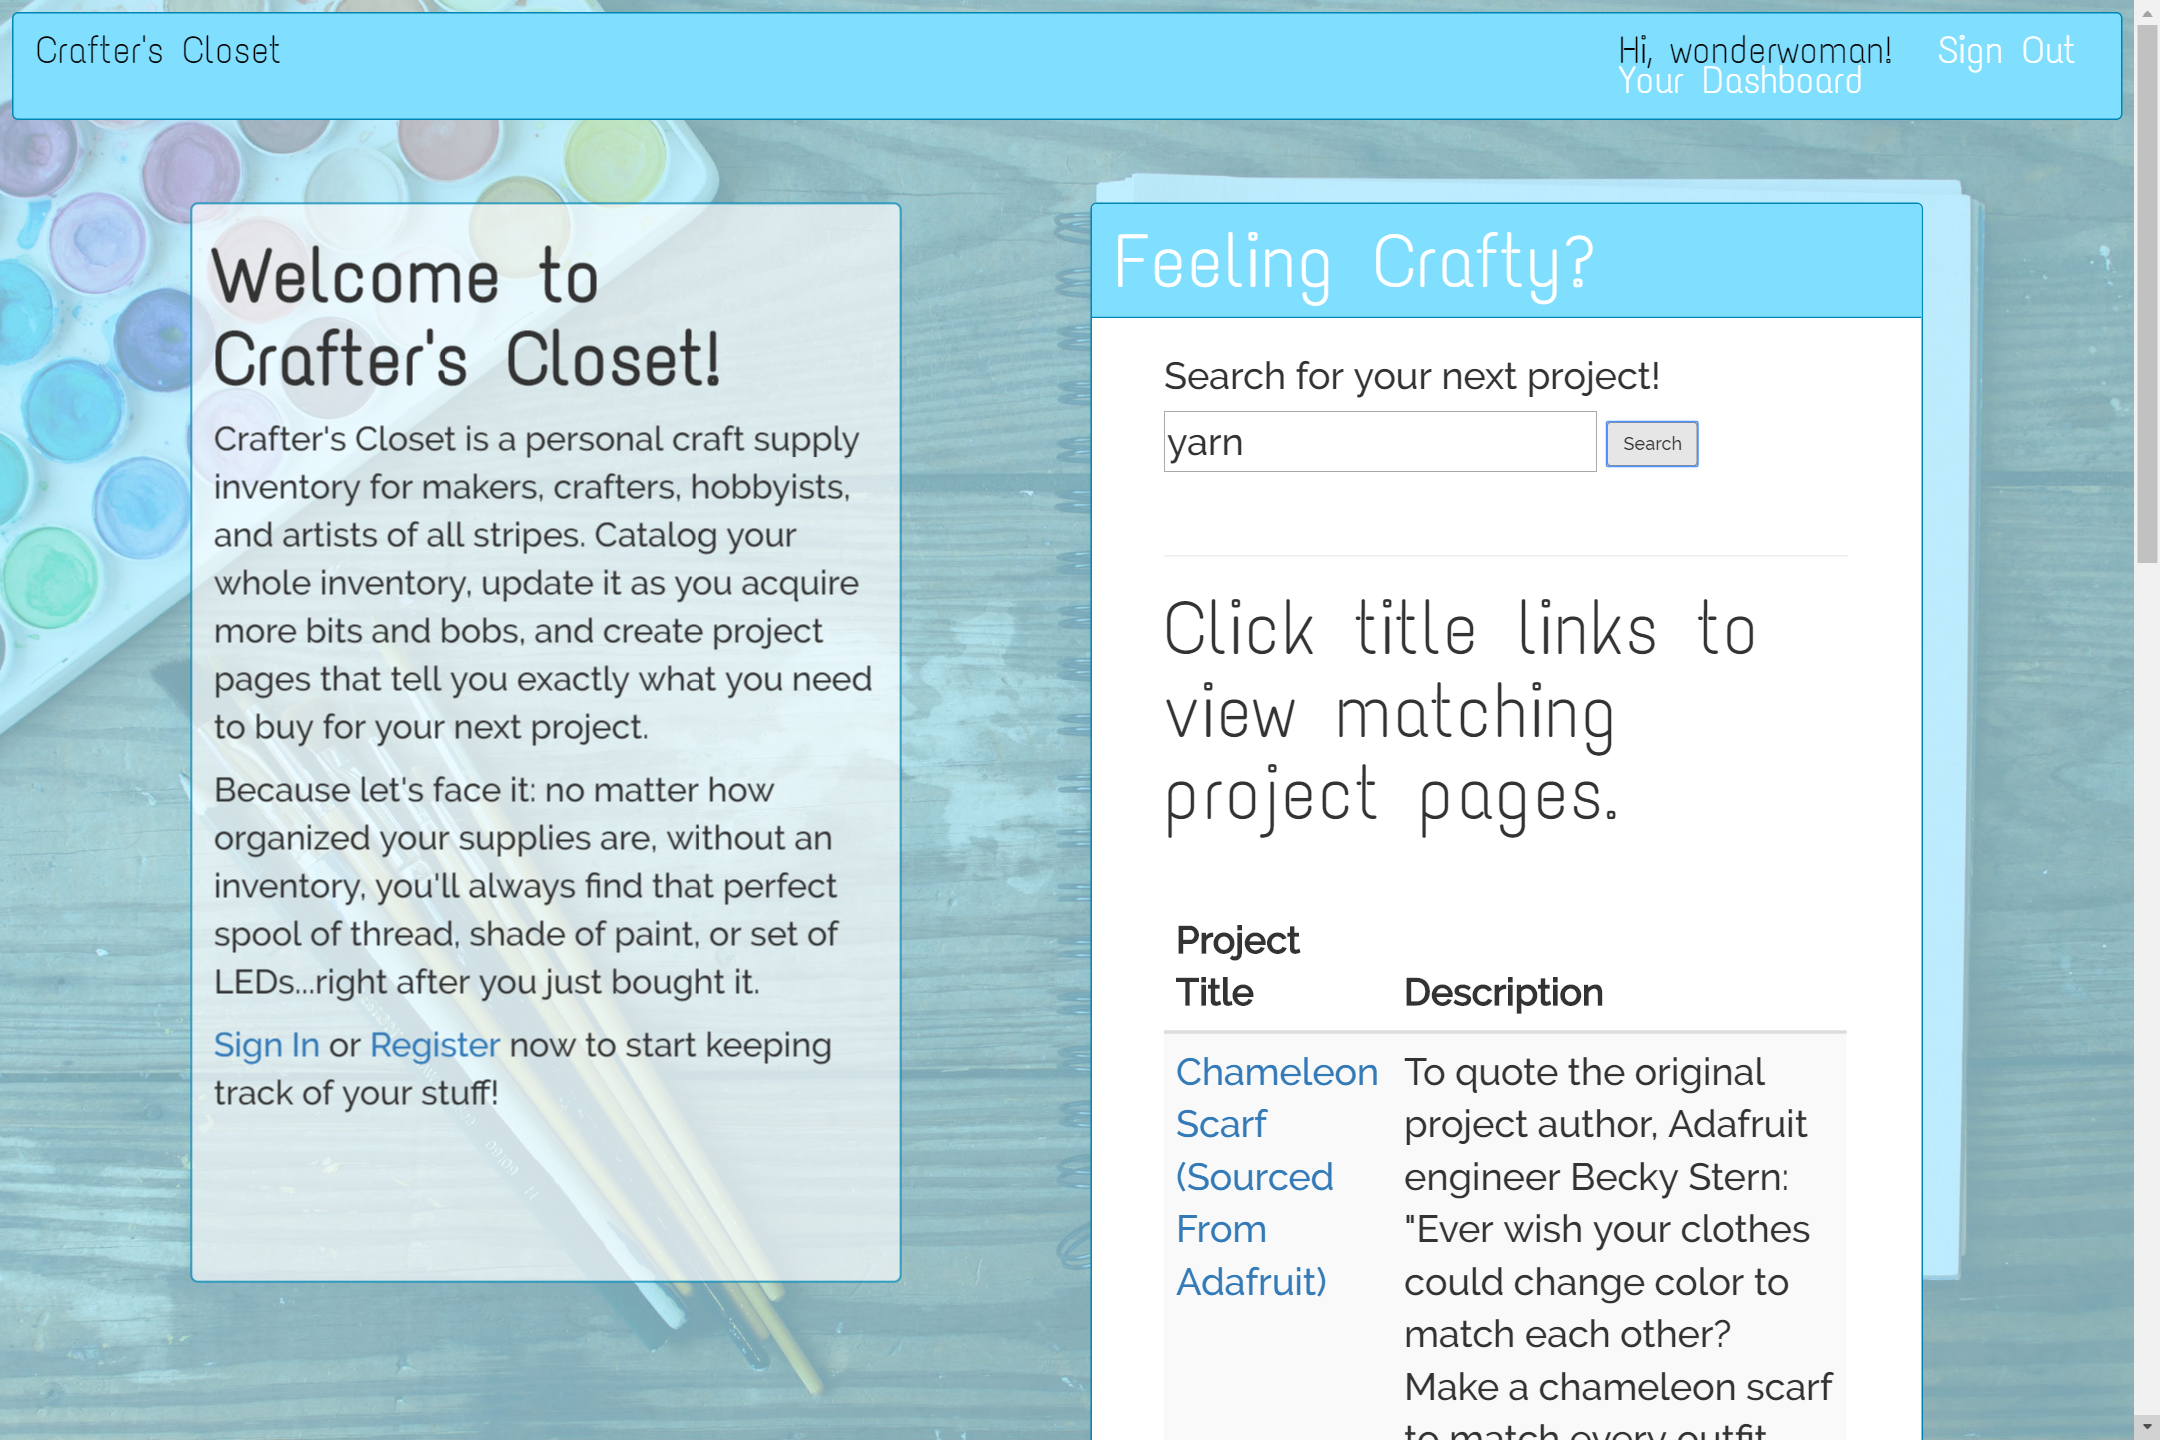 Crafter's Closet
Hi, wonderwoman!
Sign Out
Your Dashboard
Welcome to
Crafter's Closet!
Crafter's Closet is a personal craft supply
inventory for makers, crafters, hobbyists,
and artists of all stripes. Catalog your
whole inventory, update it as you acquire
more bits and bobs, and create project
pages that tell you exactly what you need
to buy for your next project.
Because let's face it: no matter how
organized your supplies are, without an
inventory, you'll always find that perfect
spool of thread, shade of paint, or set of
LEDs...right after you just bought it.
Sign In or Register now to start keeping
track of your stuff!
Feeling Crafty?
Search for your next project!
yarn
Search
Click title links to
view matching
project pages.
Project
Title
Description
Chameleon
Scarf
(Sourced
From
Adafruit)
To quote the original
project author, Adafruit
engineer Becky Stern:
"Ever wish your clothes
could change color to
match each other?
Make a chameleon scarf
to match every outfit